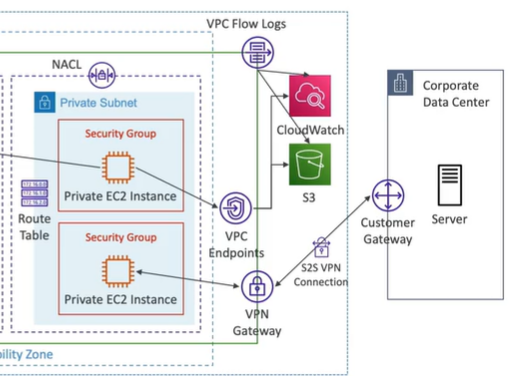 VPC Flow Logs
NACL
Private Subnet
Security Group
Private EC2 Instance
Route
Table
Security Group
Private EC2 Instance
CloudWatch
S3
VPC
Endpoints
S2S VPN
Connection
VPN
Gateway
Corporate
Data Center
Customer
Gateway
Server
bility Zone